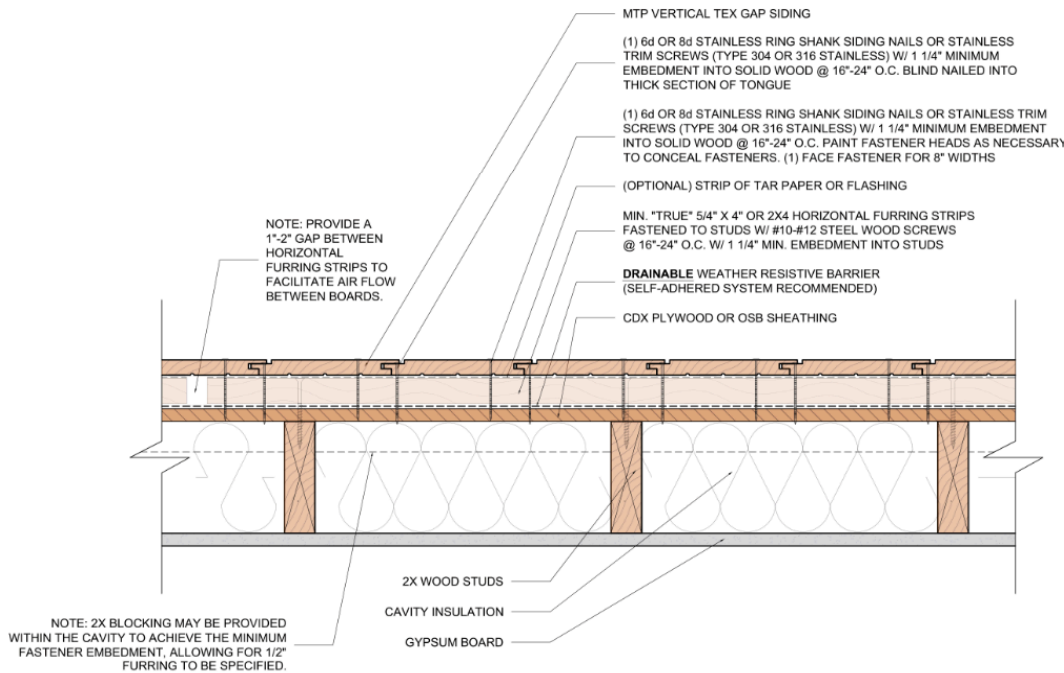 MTP VERTICAL TEX GAP SIDING
(1) 6d OR 8d STAINLESS RING SHANK SIDING NAILS OR STAINLESS
TRIM SCREWS (TYPE 304 OR 316 STAINLESS) W/ 1 1/4" MINIMUM
EMBEDMENT INTO SOLID WOOD @ 16"-24" O.C. BLIND NAILED INTO
THICK SECTION OF TONGUE
(1) 6d OR 8d STAINLESS RING SHANK SIDING NAILS OR STAINLESS TRIM
SCREWS (TYPE 304 OR 316 STAINLESS) W/ 1 1/4" MINIMUM EMBEDMENT
INTO SOLID WOOD @ 16"-24" O.C. PAINT FASTENER HEADS AS NECESSARY
TO CONCEAL FASTENERS. (1) FACE FASTENER FOR 8" WIDTHS
(OPTIONAL) STRIP OF TAR PAPER OR FLASHING
MIN. "TRUE" 5/4" X 4" OR 2X4 HORIZONTAL FURRING STRIPS
FASTENED TO STUDS W/ #10-#12 STEEL WOOD SCREWS
@ 16"-24" O.C. W/ 1 1/4" MIN. EMBEDMENT INTO STUDS
DRAINABLE WEATHER RESISTIVE BARRIER
(SELF-ADHERED SYSTEM RECOMMENDED)
CDX PLYWOOD OR OSB SHEATHING
NOTE: PROVIDE A
1"-2" GAP BETWEEN
HORIZONTAL
FURRING STRIPS TO
FACILITATE AIR FLOW
BETWEEN BOARDS.
2X WOOD STUDS
CAVITY INSULATION
GYPSUM BOARD
NOTE: 2X BLOCKING MAY BE PROVIDED
WITHIN THE CAVITY TO ACHIEVE THE MINIMUM
FASTENER EMBEDMENT, ALLOWING FOR 1/2"
FURRING TO BE SPECIFIED.